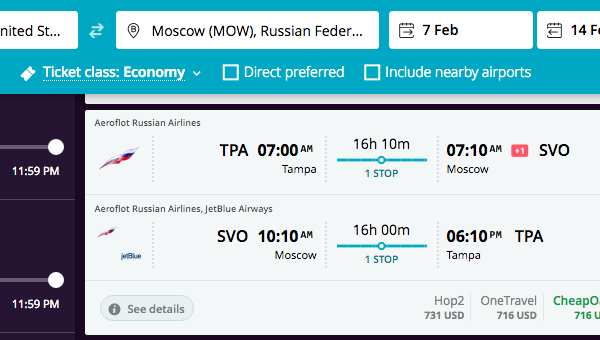 nited St...
Moscow (MOW), Russian Feder...
7 Feb
14 Fe
Ticket class: Economy
Direct preferred
Include nearby airports
Aeroflot Russian Airlines
TPA 07:00 AM
16h 10m
07:10 AM +1 SVO
Tampa
1 STOP
Moscow
11:59 PM
Aeroflot Russian Airlines, JetBlue Airways
SVO 10:10 AM
16h 00m
06:10 PM TPA
jetBlue
Moscow
1 STOP
Tampa
11:59 PM
See details
Hop2
OneTravel
CheapO
731 USD
716 USD
716 U